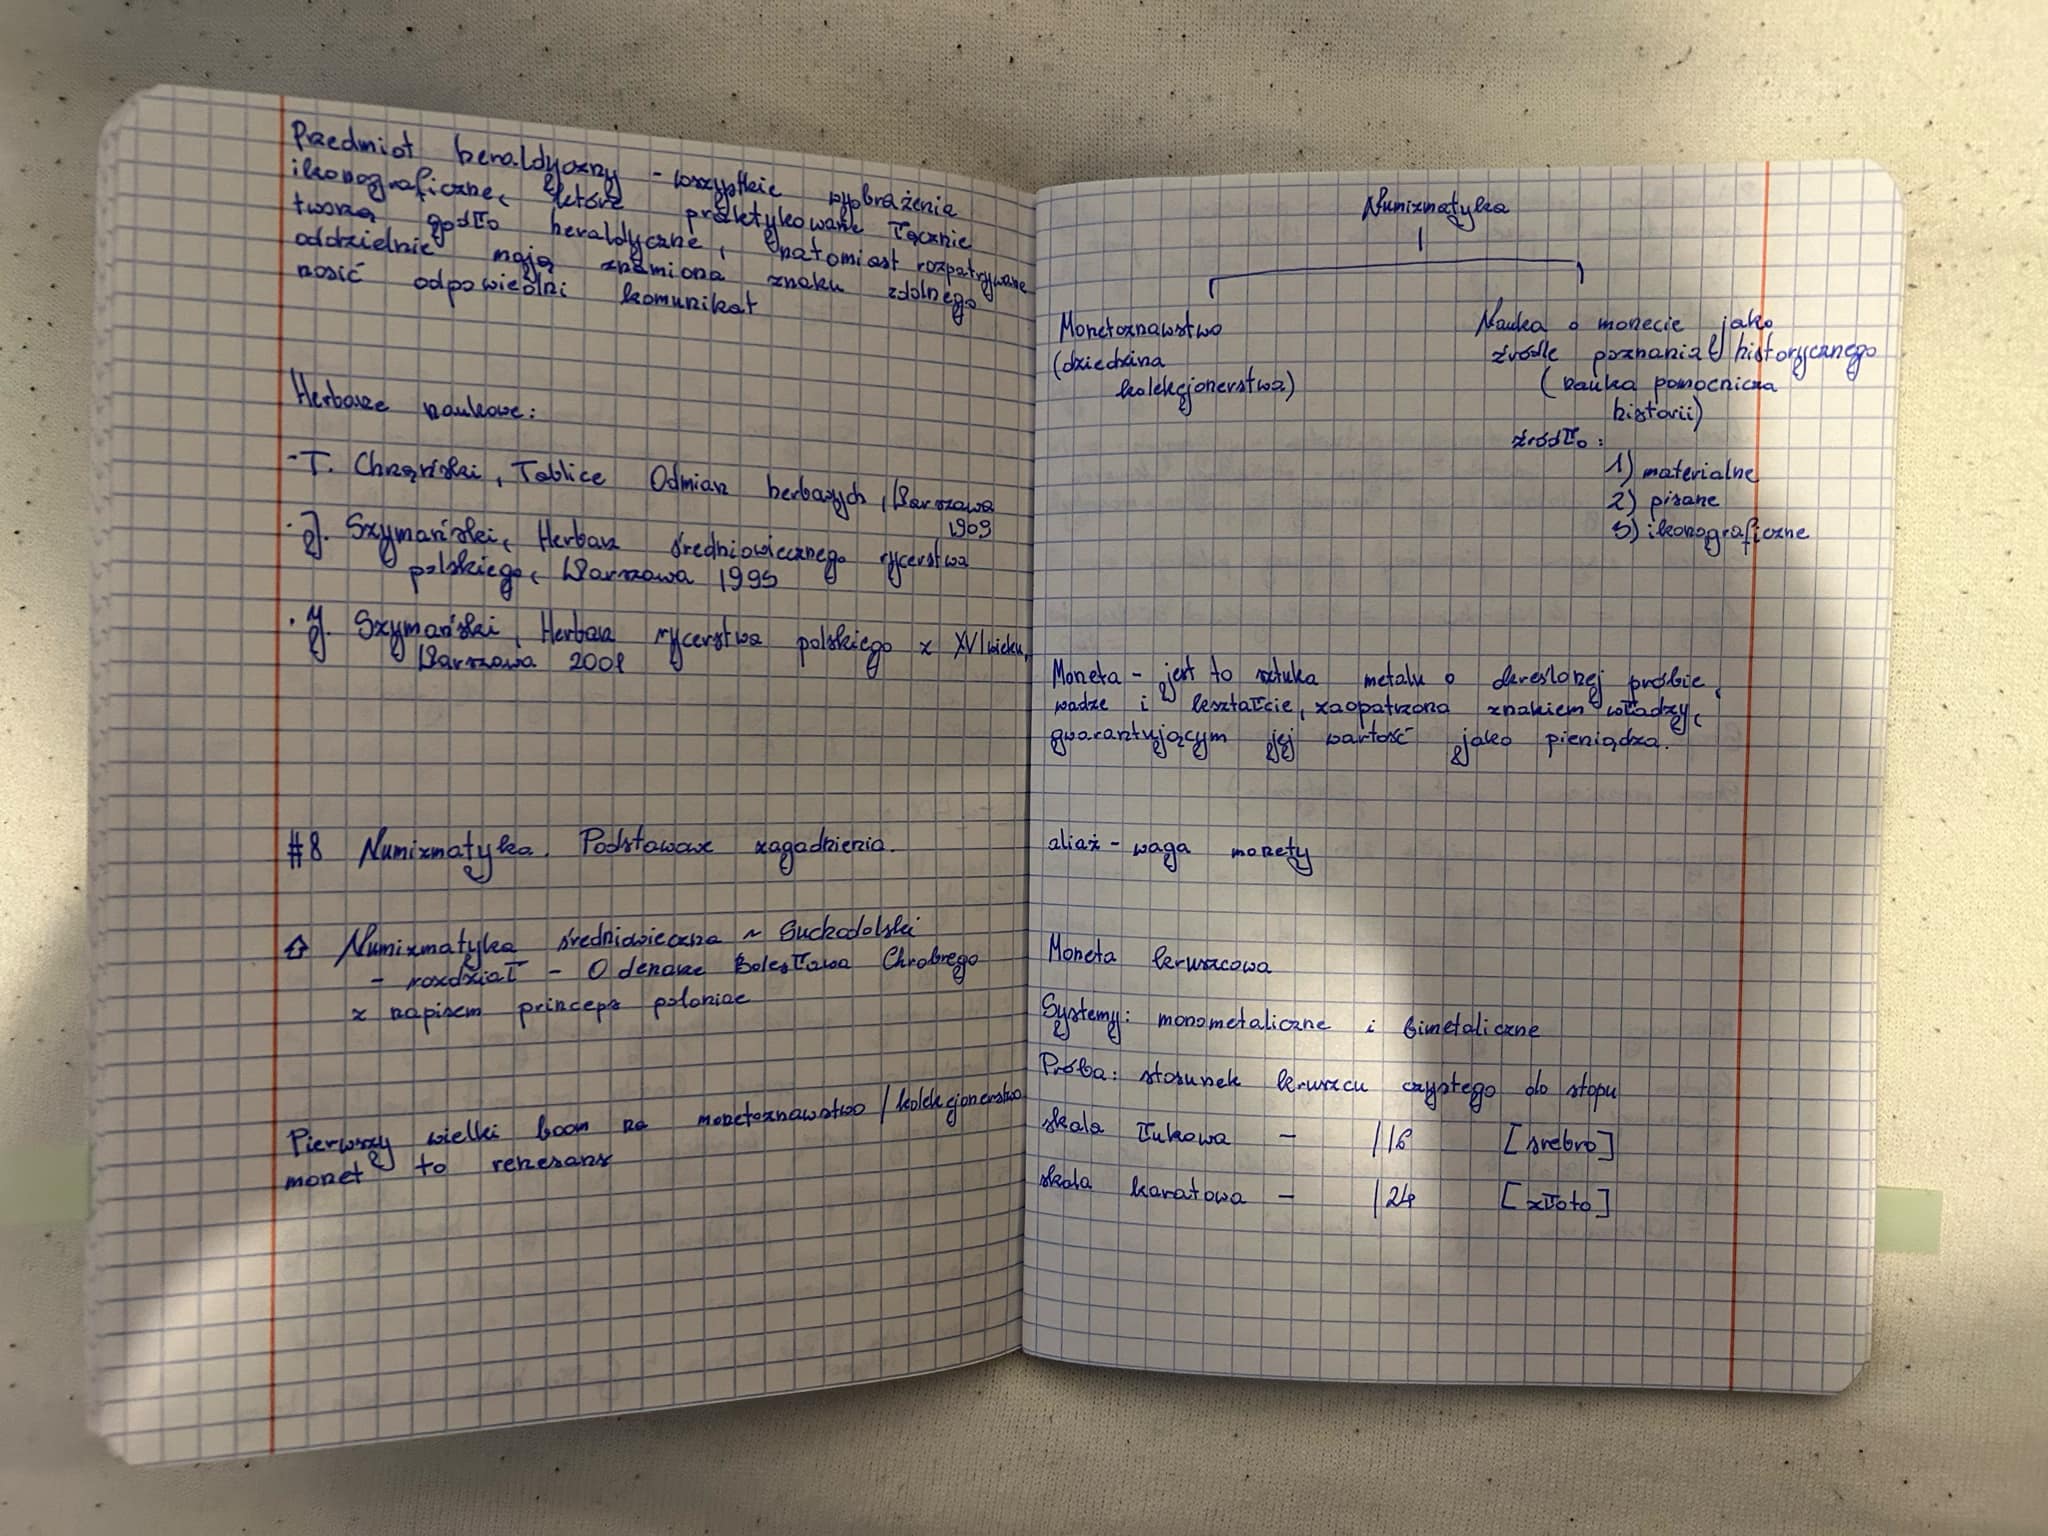 Przedmiot heraldyczny - wszystkie wyobrażenia
ikonograficzne, które praktykowane łącznie
tworzą godło heraldyczne, natomiast rozpatrywane
oddzielnie mają znamiona znaku zdolnego
nosić odpowiedni komunikat
Herbarze naukowe:
- T. Chrząński, Tablice Odmian herbowych, Warszawa
1909
· J. Szymański, Herbarz średniowiecznego rycerstwa
polskiego, Warszawa 1993
· J. Szymański, Herbarz rycerstwa polskiego z XVI wieku,
Warszawa 2001
#8 Numizmatyka. Podstawowe zagadnienia.
⇧ Numizmatyka średniowieczna ~ Suchodolski
- rozdział - O denarze Bolesława Chrobrego
z napisem princeps poloniae
Pierwszy wielki boom na monetoznawstwo / kolekcjonerstwo
monet to renesans
Numizmatyka
Monetoznawstwo
(dziedzina
kolekcjonerstwa)
Nauka o monecie jako
źródle poznania historycznego
(nauka pomocnicza
historii)
źródło:
1) materialne
2) pisane
3) ikonograficzne
Moneta - jest to sztuka metalu o określonej próbie,
wadze i kształcie, zaopatrzona znakiem władzy,
gwarantującym jej wartość jako pieniądza.
aliaż - waga monety
Moneta kruszcowa
Systemy: monometaliczne i bimetaliczne
Próba: stosunek kruszcu czystego do stopu
skala łukowa - /16 [srebro]
skala karatowa - /24 [złoto]